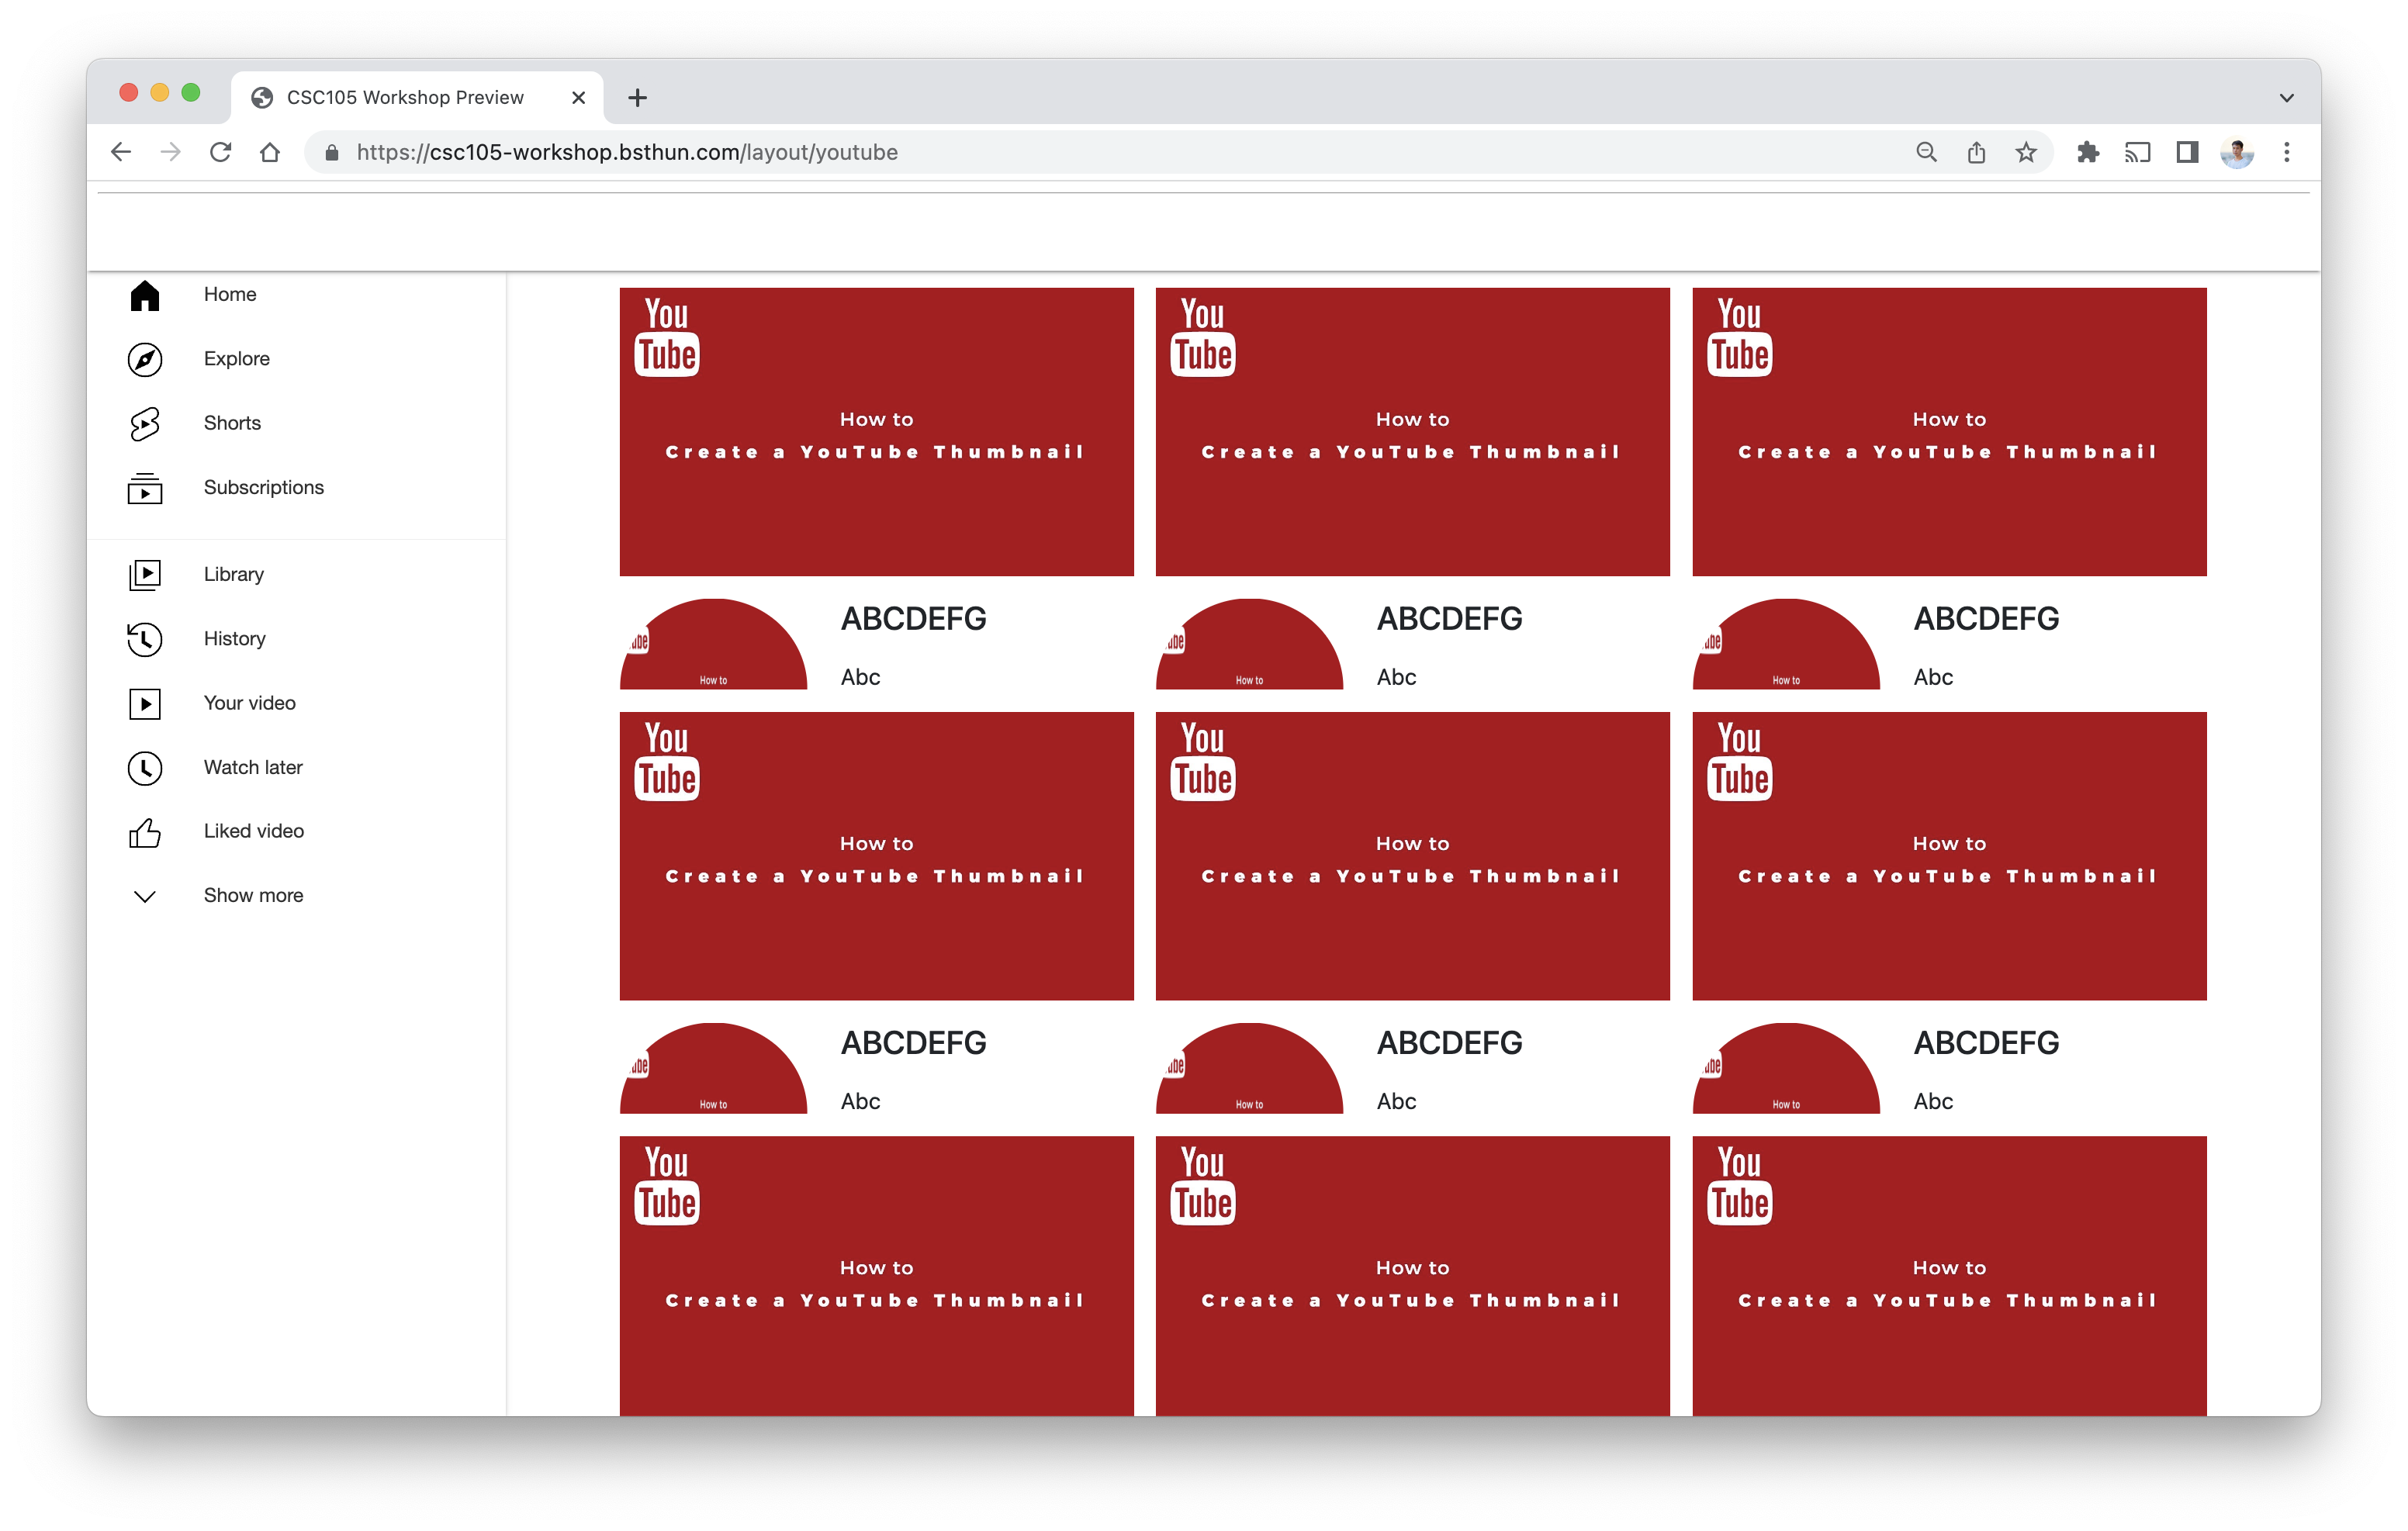 CSC105 Workshop Preview
https://csc105-workshop.bsthun.com/layout/youtube
Home
Explore
Shorts
Subscriptions
Library
History
Your video
Watch later
Liked video
Show more
You You You
Tube Tube Tube
How to How to How to
Create a YouTube Thumbnail Create a YouTube Thumbnail Create a YouTube Thumbnail
ABCDEFG ABCDEFG ABCDEFG
ube ube ube
How to Abc How to Abc How to Abc
You You You
Tube Tube Tube
How to How to How to
Create a YouTube Thumbnail Create a YouTube Thumbnail Create a YouTube Thumbnail
ABCDEFG ABCDEFG ABCDEFG
ube ube ube
How to Abc How to Abc How to Abc
You You You
Tube Tube Tube
How to How to How to
Create a YouTube Thumbnail Create a YouTube Thumbnail Create a YouTube Thumbnail